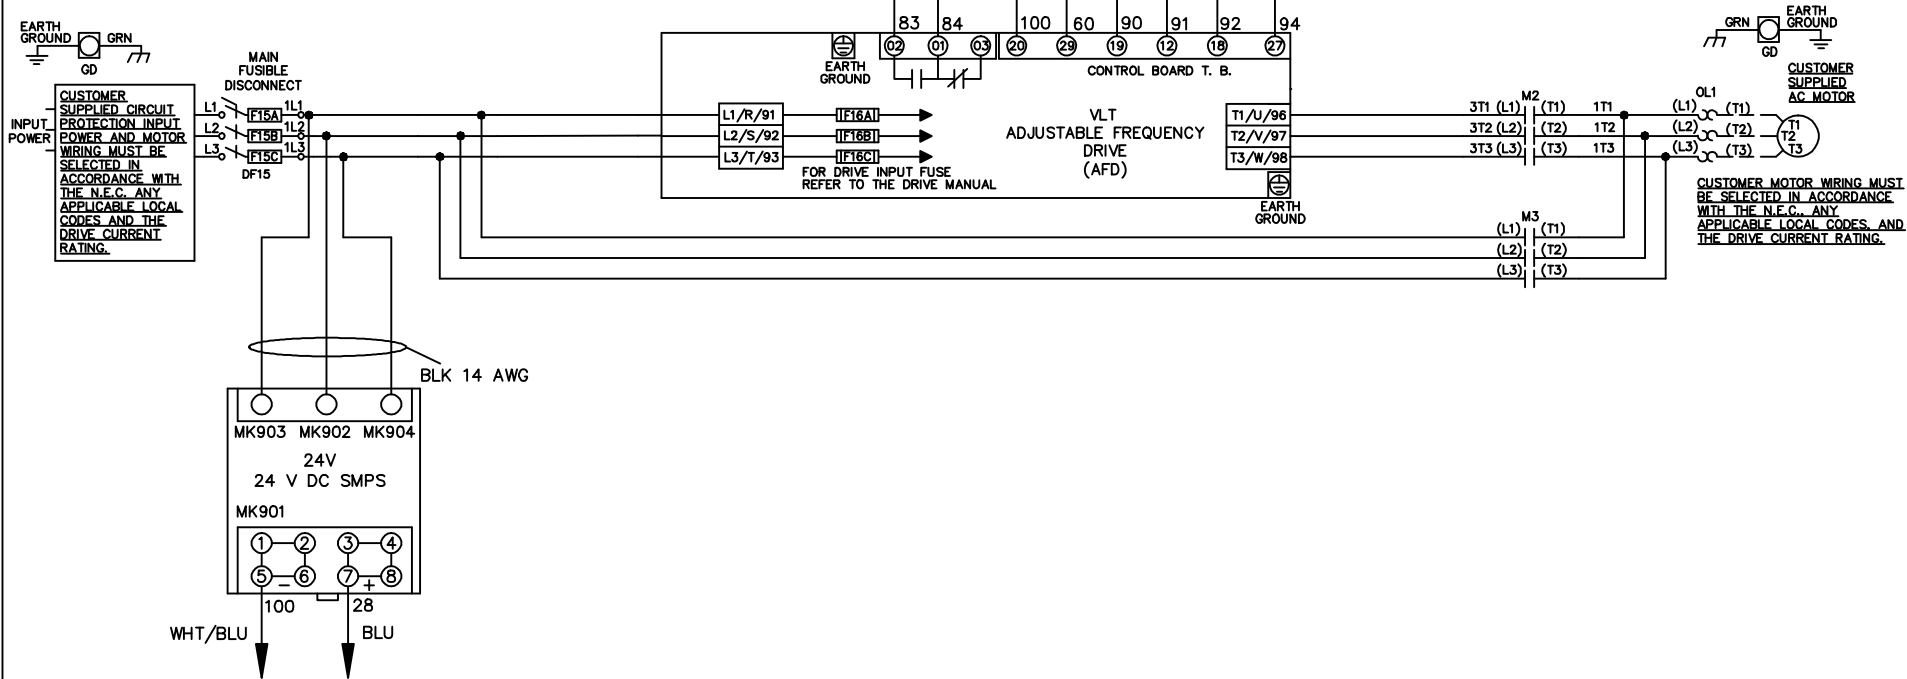 83 84 100 60 90 91 92 94
EARTH
GROUND
GRN
GD
02 01 03 20 29 19 12 18 27
EARTH
GROUND
CONTROL BOARD T. B.
GRN
EARTH
GROUND
GD
MAIN
FUSIBLE
DISCONNECT
CUSTOMER
SUPPLIED
AC MOTOR
INPUT
POWER
CUSTOMER
SUPPLIED CIRCUIT
PROTECTION INPUT
POWER AND MOTOR
WIRING MUST BE
SELECTED IN
ACCORDANCE WITH
THE N.E.C. ANY
APPLICABLE LOCAL
CODES AND THE
DRIVE CURRENT
RATING.
L1 F15A 1L1
L2 F15B 1L2
L3 F15C 1L3
DF15
L1/R/91 F16A
L2/S/92 F16B
L3/T/93 F16C
FOR DRIVE INPUT FUSE
REFER TO THE DRIVE MANUAL
VLT
ADJUSTABLE FREQUENCY
DRIVE
(AFD)
T1/U/96
T2/V/97
T3/W/98
EARTH
GROUND
M2
3T1 (L1) (T1) 1T1
3T2 (L2) (T2) 1T2
3T3 (L3) (T3) 1T3
OL1
(L1) (T1)
(L2) (T2)
(L3) (T3)
T1
T2
T3
CUSTOMER MOTOR WIRING MUST
BE SELECTED IN ACCORDANCE
WITH THE N.E.C., ANY
APPLICABLE LOCAL CODES, AND
THE DRIVE CURRENT RATING.
M3
(L1) (T1)
(L2) (T2)
(L3) (T3)
BLK 14 AWG
MK903 MK902 MK904
24V
24 V DC SMPS
MK901
1 2 3 4
5 6 7 8
− +
100 28
WHT/BLU BLU